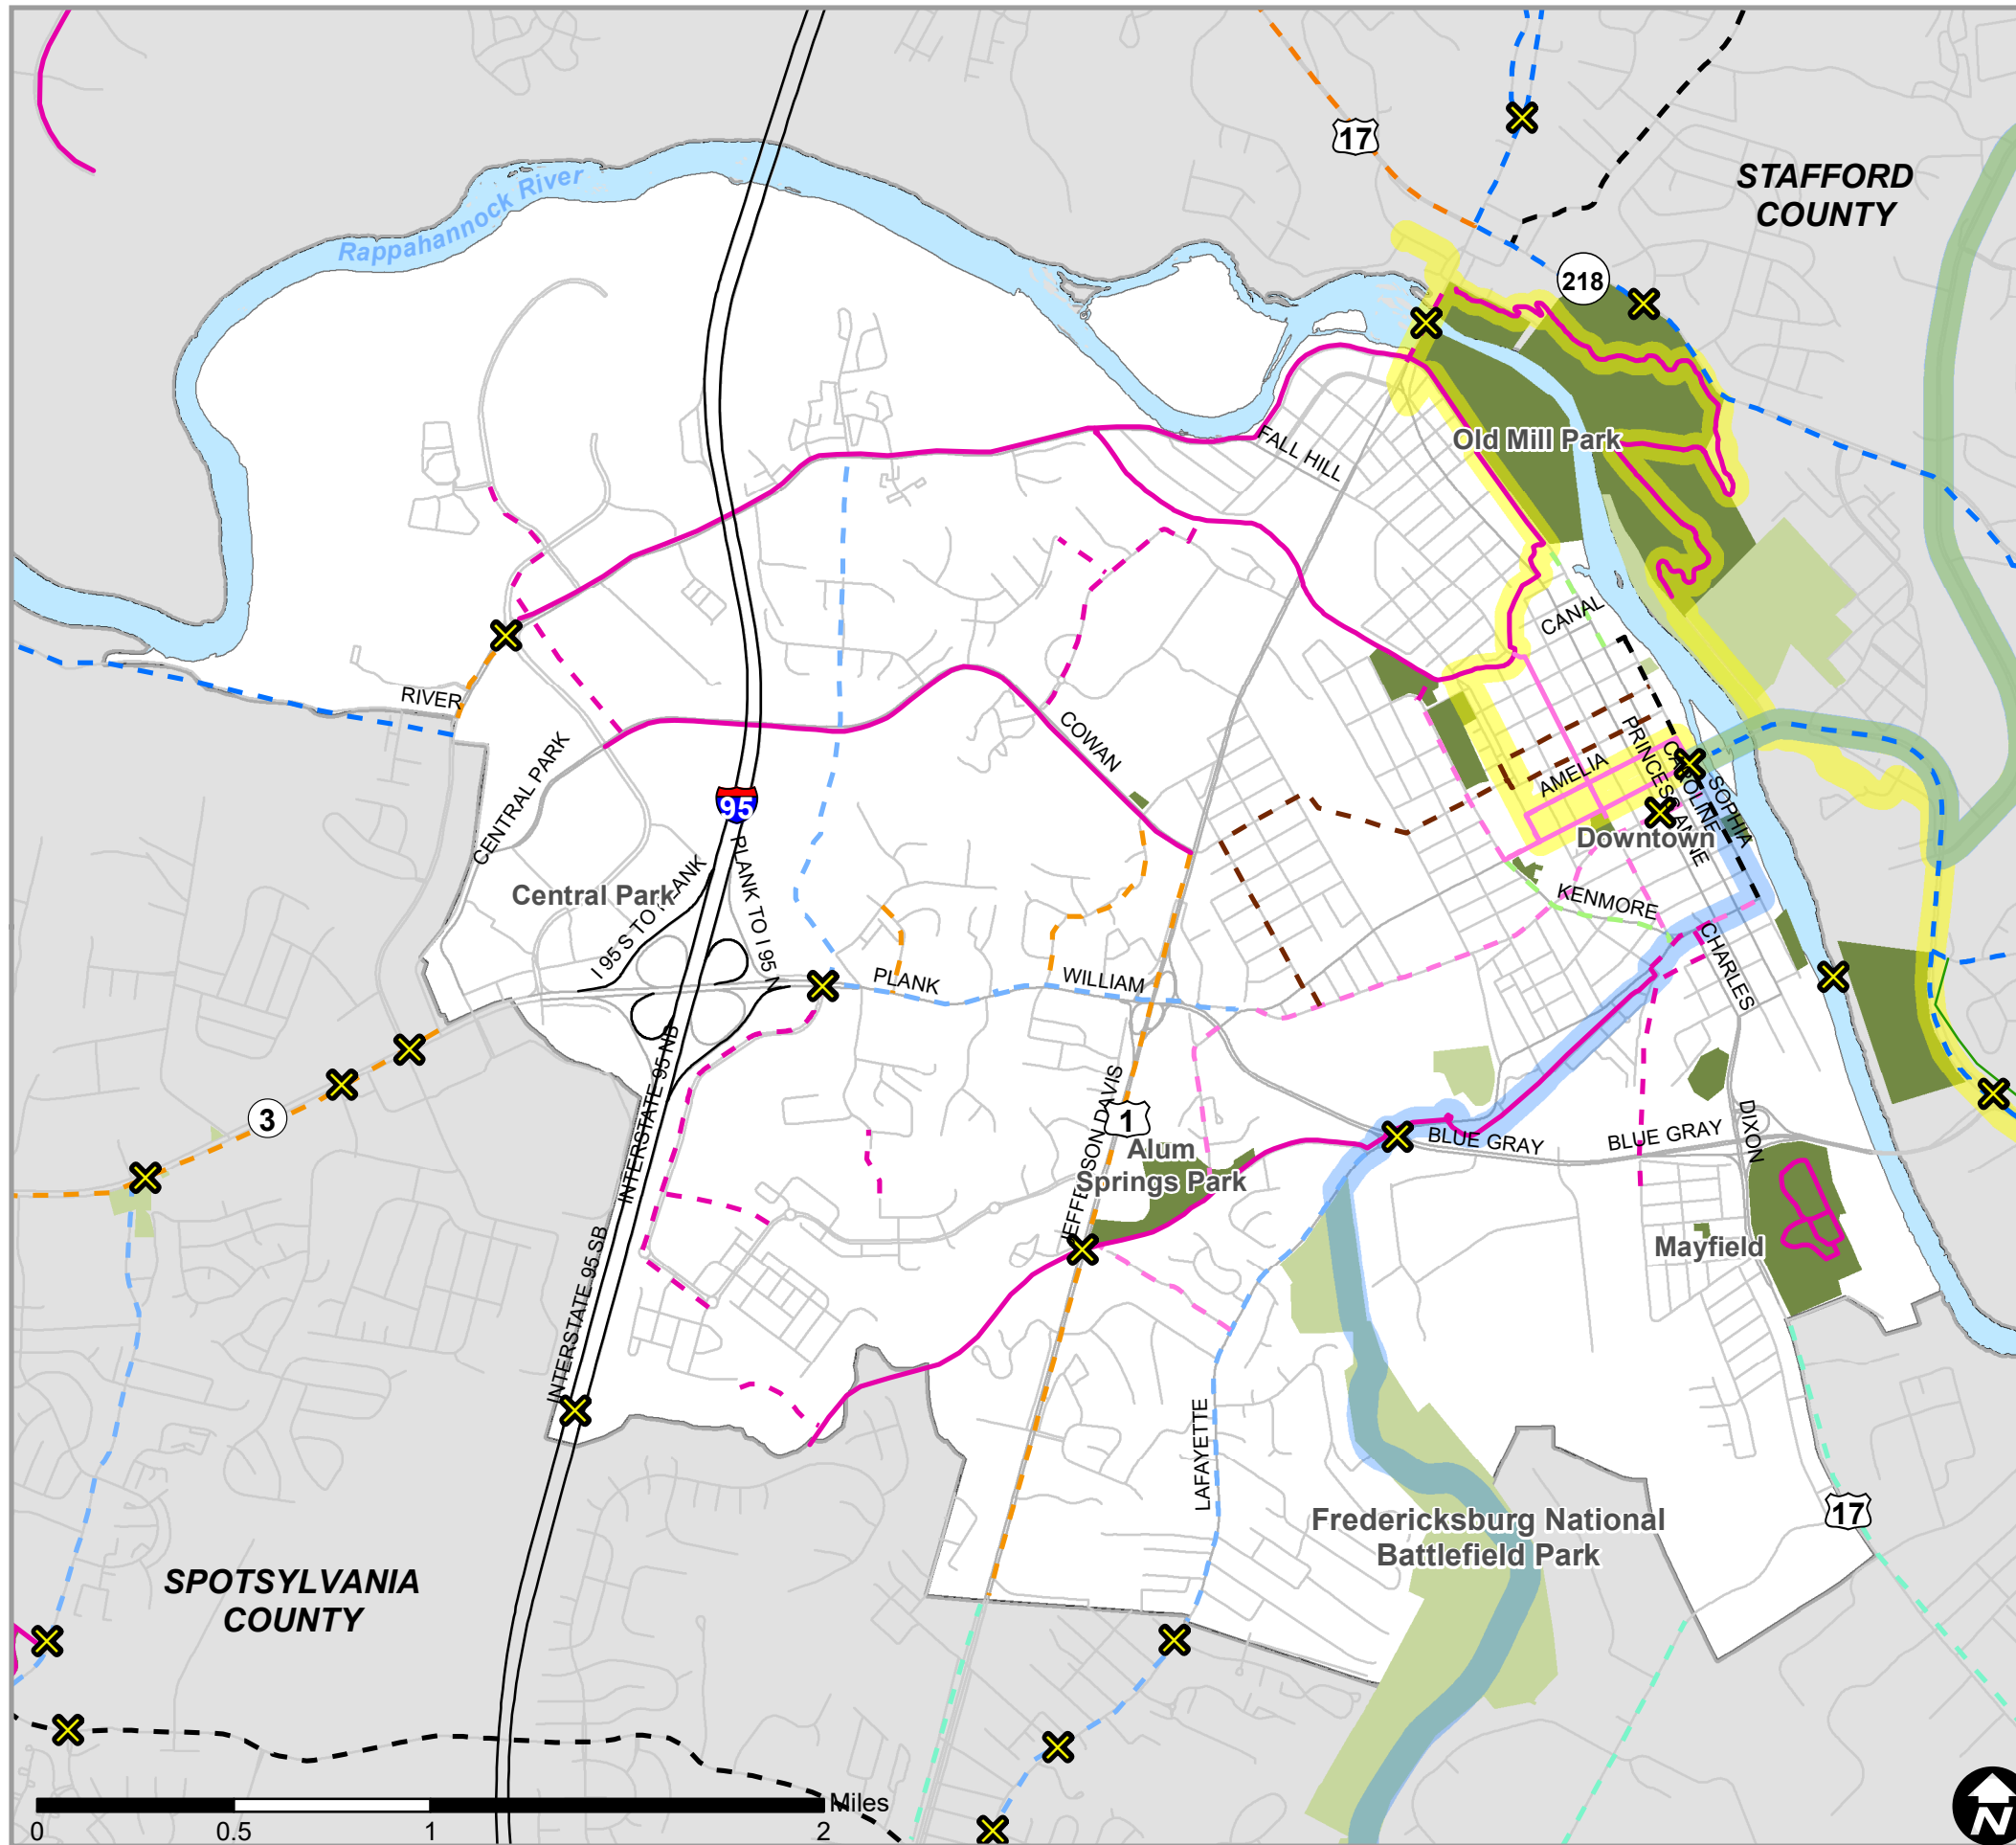 17
STAFFORD
COUNTY
Rappahannock River
218
Old Mill Park
FALL HILL
CANAL
RIVER
COWAN
PRINCESS ANNE
CAROLINE
SOPHIA
AMELIA
CENTRAL PARK
95
Downtown
PLANK TO I 95 N
I 95 S TO PLANK
Central Park
KENMORE
CHARLES
PLANK
WILLIAM
INTERSTATE 95 NB
3
JEFFERSON DAVIS
1
BLUE GRAY
BLUE GRAY
DIXON
Alum
Springs Park
Mayfield
INTERSTATE 95 SB
LAFAYETTE
17
Fredericksburg National
Battlefield Park
SPOTSYLVANIA
COUNTY
Miles
0
0.5
1
2
N